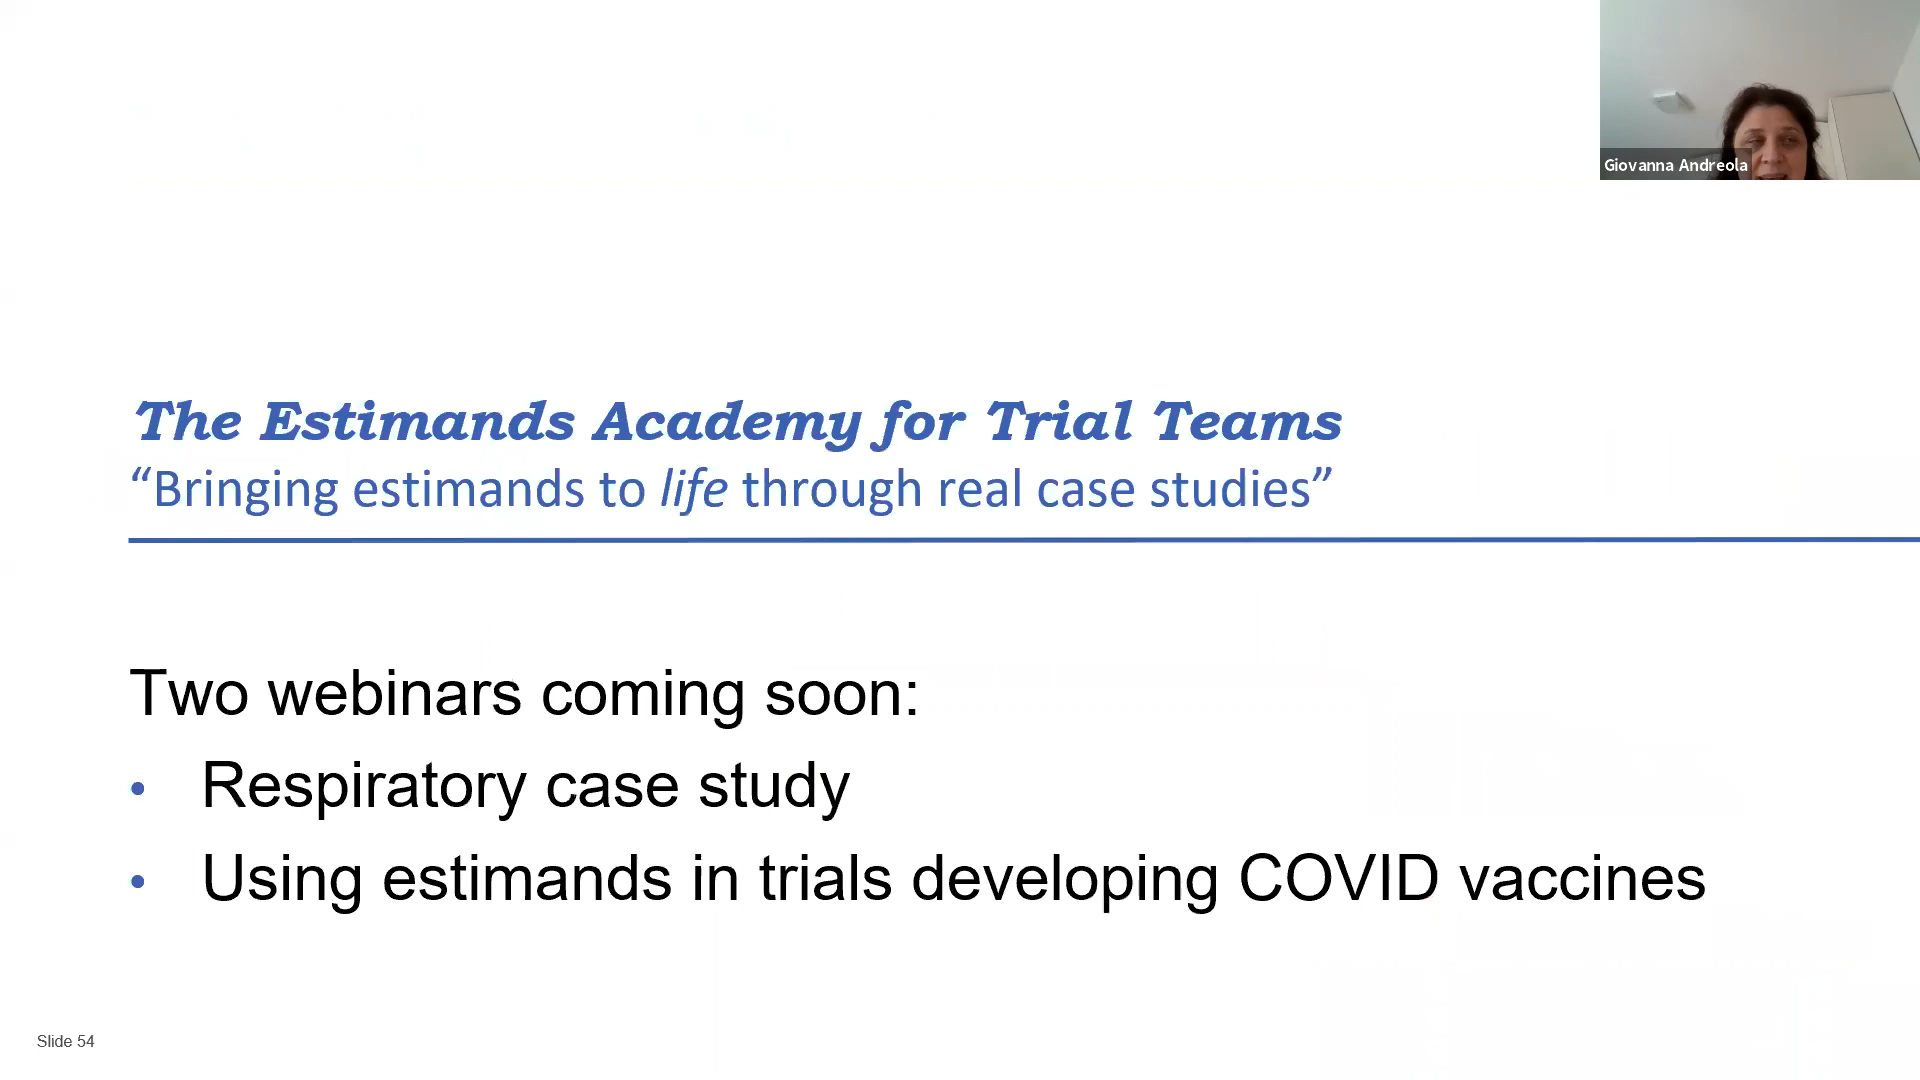 Giovanna Andreola
The Estimands Academy for Trial Teams
“Bringing estimands to life through real case studies”
Two webinars coming soon:
• Respiratory case study
• Using estimands in trials developing COVID vaccines
Slide 54